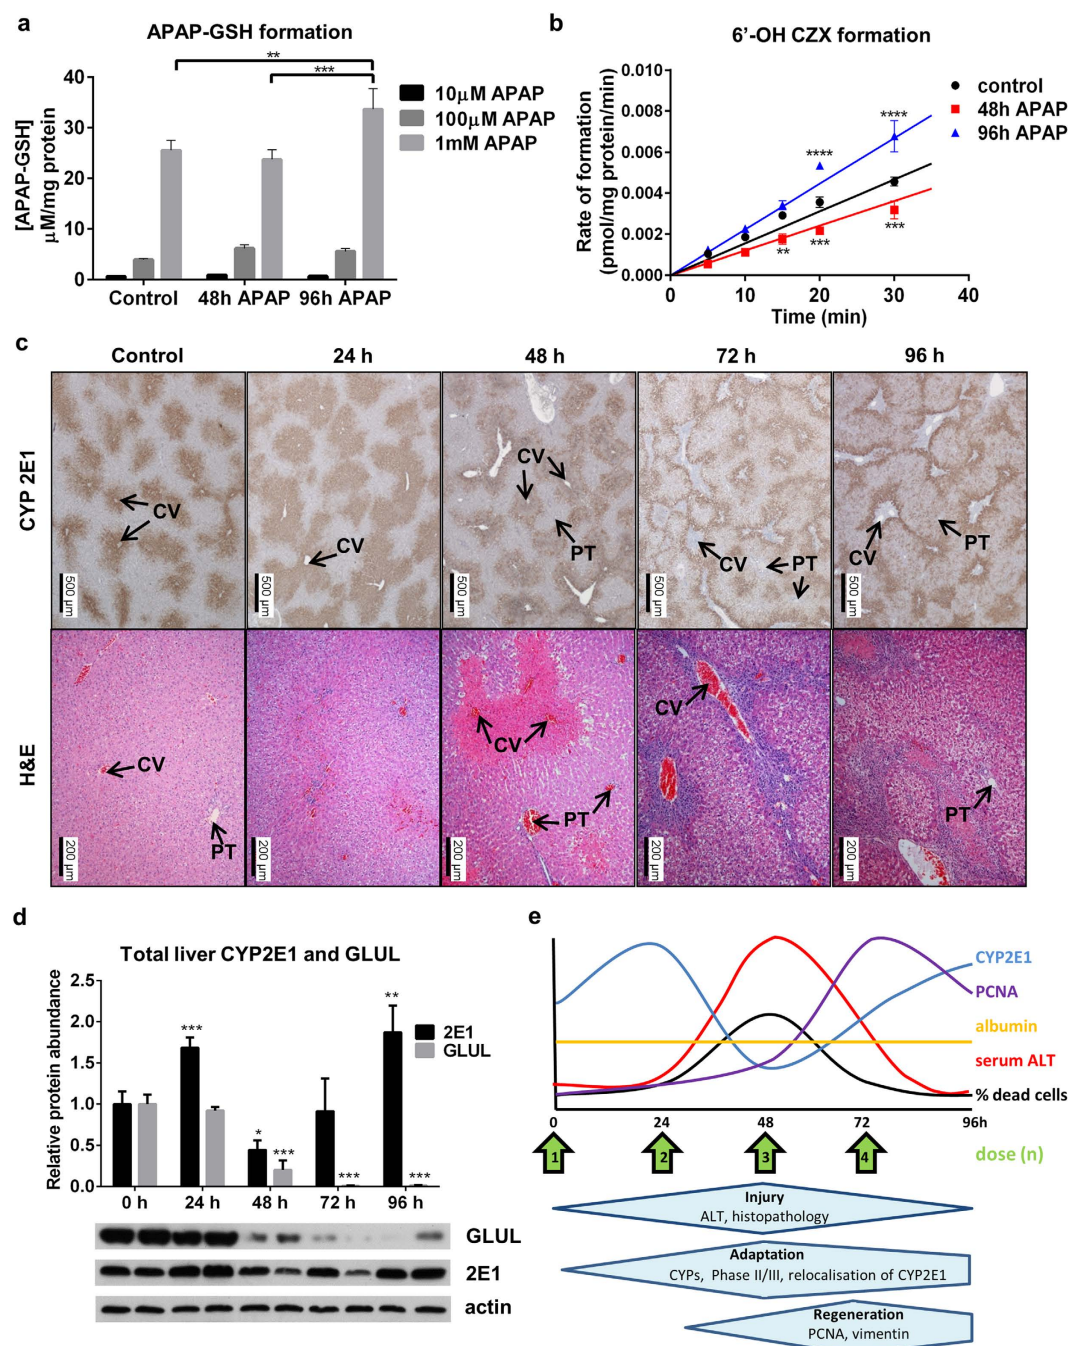 a
APAP-GSH formation
**
***
40
30
20
10
0
[APAP-GSH]
µM/mg protein
10µM APAP
100µM APAP
1mM APAP
Control 48h APAP 96h APAP
b
6’-OH CZX formation
0.010
0.008
0.006
0.004
0.002
0.000
Rate of formation
(pmol/mg protein/min)
****
****
**
***
***
control
48h APAP
96h APAP
0 10 20 30 40
Time (min)
c
Control 24 h 48 h 72 h 96 h
CYP 2E1
CV
CV
CV
PT
CV
PT
CV
PT
500 µm
500 µm
500 µm
500 µm
500 µm
H&E
CV
PT
CV
PT
CV
PT
200 µm
200 µm
200 µm
200 µm
200 µm
d
Total liver CYP2E1 and GLUL
2.5
2.0
1.5
1.0
0.5
0.0
Relative protein abundance
***
*
***
***
**
***
2E1
GLUL
0 h 24 h 48 h 72 h 96 h
GLUL
2E1
actin
e
CYP2E1
PCNA
albumin
serum ALT
% dead cells
0 24 48 72 96h
1 2 3 4
dose (n)
Injury
ALT, histopathology
Adaptation
CYPs, Phase II/III, relocalisation of CYP2E1
Regeneration
PCNA, vimentin